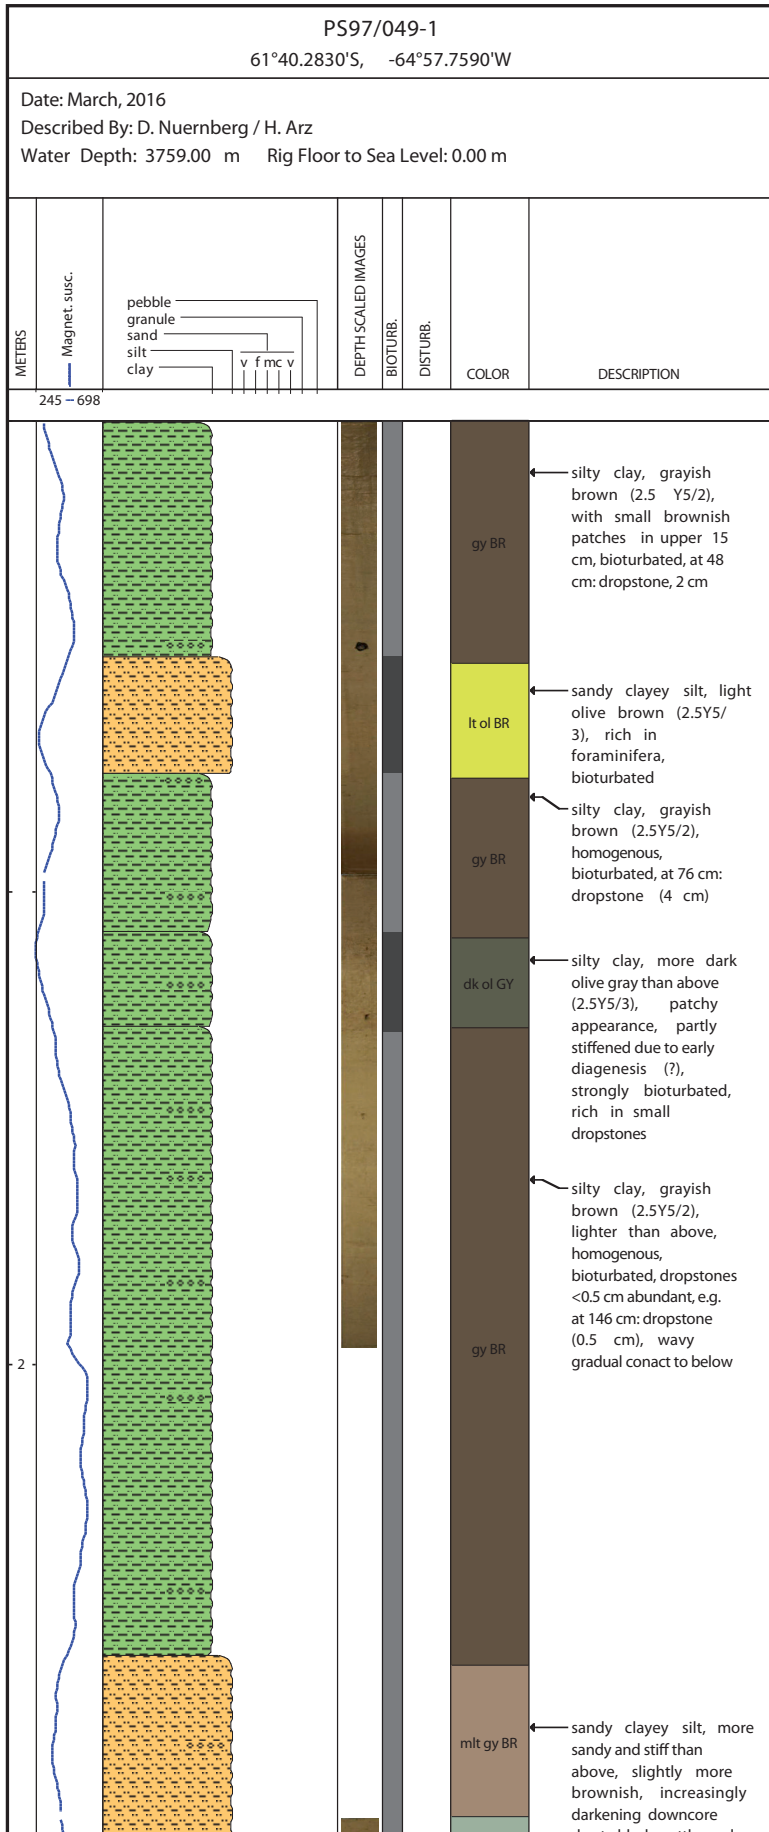 PS97/049-1
61°40.2830'S, -64°57.7590'W
Date: March, 2016
Described By: D. Nuernberg / H. Arz
Water Depth: 3759.00 m Rig Floor to Sea Level: 0.00 m
METERS
Magnet. susc.
pebble
granule
sand
silt
clay
v f mc v
DEPTH SCALED IMAGES
BIOTURB.
DISTURB.
COLOR
DESCRIPTION
245 – 698
gy BR
silty clay, grayish
brown (2.5 Y5/2),
with small brownish
patches in upper 15
cm, bioturbated, at 48
cm: dropstone, 2 cm
lt ol BR
sandy clayey silt, light
olive brown (2.5Y5/
3), rich in
foraminifera,
bioturbated
gy BR
silty clay, grayish
brown (2.5Y5/2),
homogenous,
bioturbated, at 76 cm:
dropstone (4 cm)
dk ol GY
silty clay, more dark
olive gray than above
(2.5Y5/3), patchy
appearance, partly
stiffened due to early
diagenesis (?),
strongly bioturbated,
rich in small
dropstones
2
gy BR
silty clay, grayish
brown (2.5Y5/2),
lighter than above,
homogenous,
bioturbated, dropstones
<0.5 cm abundant, e.g.
at 146 cm: dropstone
(0.5 cm), wavy
gradual conact to below
mlt gy BR
sandy clayey silt, more
sandy and stiff than
above, slightly more
brownish, increasingly
darkening downcore